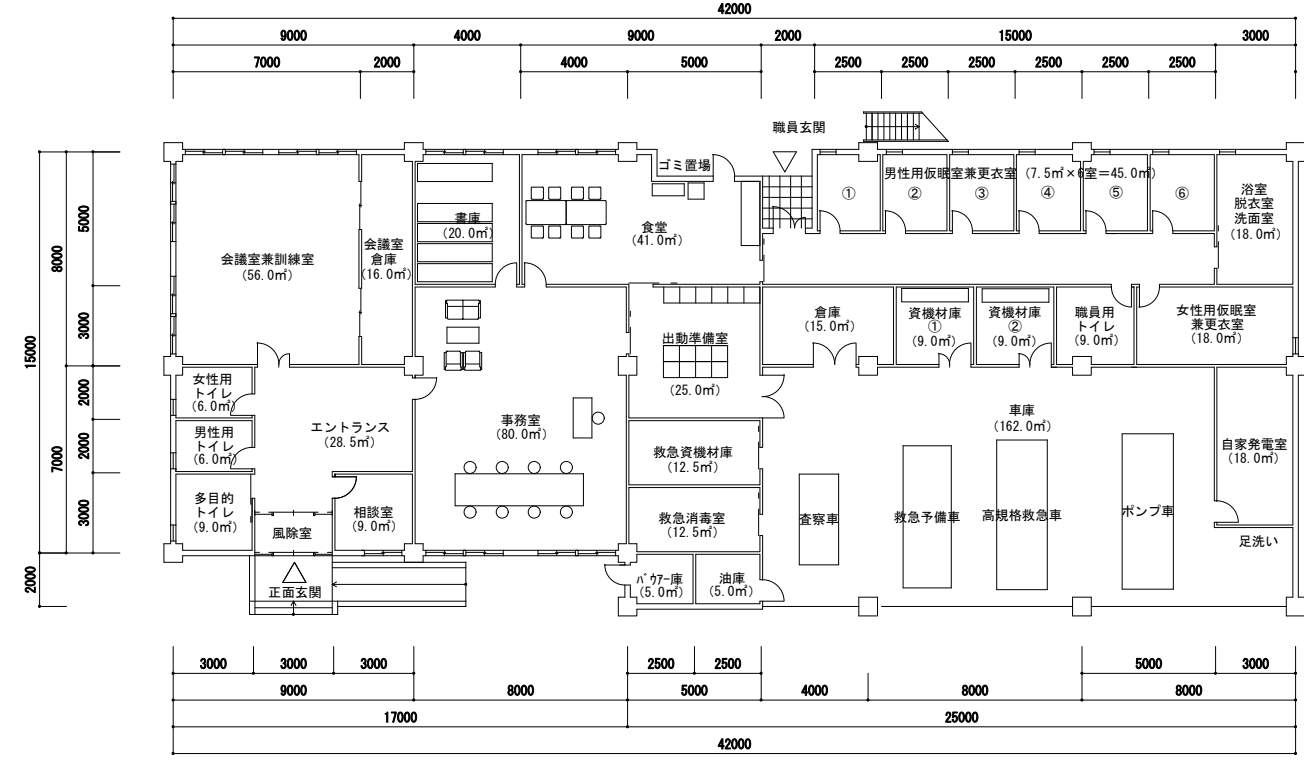 42000
9000 4000 9000 2000 15000 3000
7000 2000 4000 5000 2500 2500 2500 2500 2500 2500
職員玄関
ゴミ置場
男性用仮眠室兼更衣室 (7.5㎡×6室=45.0㎡)
① ② ③ ④ ⑤ ⑥
浴室
脱衣室
洗面室
(18.0㎡)
書庫
(20.0㎡)
食堂
(41.0㎡)
会議室兼訓練室
(56.0㎡)
会議室
倉庫
(16.0㎡)
倉庫
(15.0㎡)
資機材庫
①
(9.0㎡)
資機材庫
②
(9.0㎡)
職員用
トイレ
(9.0㎡)
女性用仮眠室
兼更衣室
(18.0㎡)
出動準備室
(25.0㎡)
女性用
トイレ
(6.0㎡)
男性用
トイレ
(6.0㎡)
多目的
トイレ
(9.0㎡)
エントランス
(28.5㎡)
風除室
相談室
(9.0㎡)
正面玄関
事務室
(80.0㎡)
救急資機材庫
(12.5㎡)
救急消毒室
(12.5㎡)
バウアー庫
(5.0㎡)
油庫
(5.0㎡)
車庫
(162.0㎡)
査察車
救急予備車
高規格救急車
ポンプ車
自家発電室
(18.0㎡)
足洗い
15000
8000
7000
2000
5000
3000
2000
2000
3000
3000 3000 3000 2500 2500 5000 3000
9000 8000 5000 4000 8000 8000
17000 25000
42000